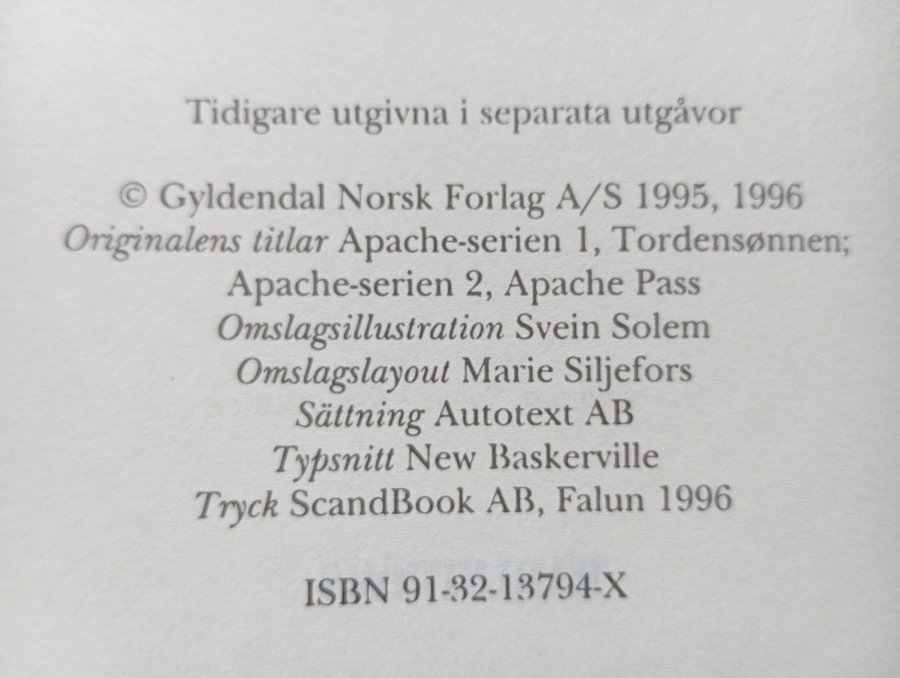 Tidigare utgivna i separata utgåvor
© Gyldendal Norsk Forlag A/S 1995, 1996
Originalens titlar Apache-serien 1, Tordensønnen;
Apache-serien 2, Apache Pass
Omslagsillustration Svein Solem
Omslagslayout Marie Siljefors
Sättning Autotext AB
Typsnitt New Baskerville
Tryck ScandBook AB, Falun 1996
ISBN 91-32-13794-X